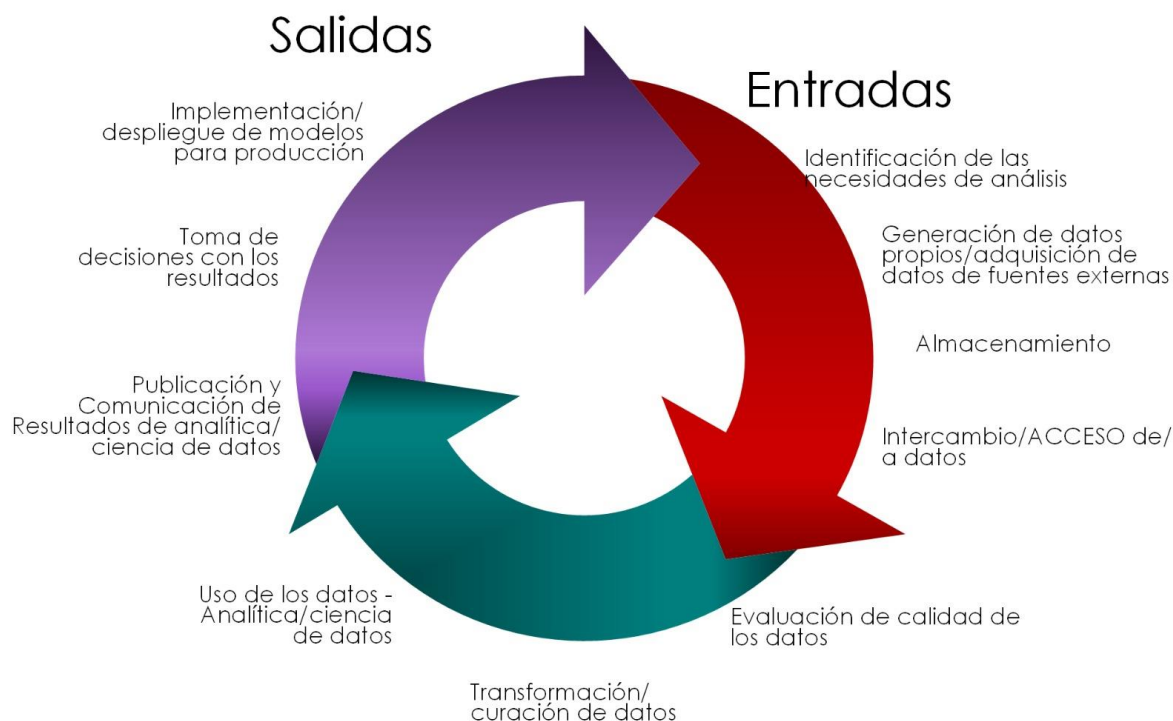 Salidas
Entradas
Identificación de las
necesidades de análisis
Generación de datos
propios/adquisición de
datos de fuentes externas
Almacenamiento
Intercambio/ACCESO de/
a datos
Evaluación de calidad de
los datos
Transformación/
curación de datos
Uso de los datos -
Analítica/ciencia
de datos
Publicación y
Comunicación de
Resultados de analítica/
ciencia de datos
Toma de
decisiones con los
resultados
Implementación/
despliegue de modelos
para producción